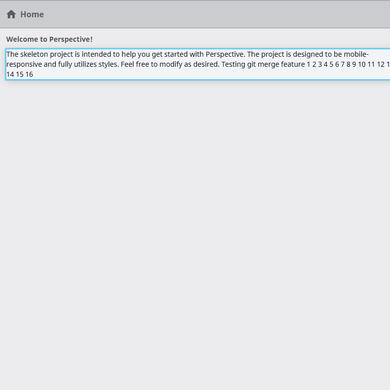 Home
Welcome to Perspective!
The skeleton project is intended to help you get started with Perspective. The project is designed to be mobile-
responsive and fully utilizes styles. Feel free to modify as desired. Testing git merge feature 1 2 3 4 5 6 7 8 9 10 11 12
14 15 16